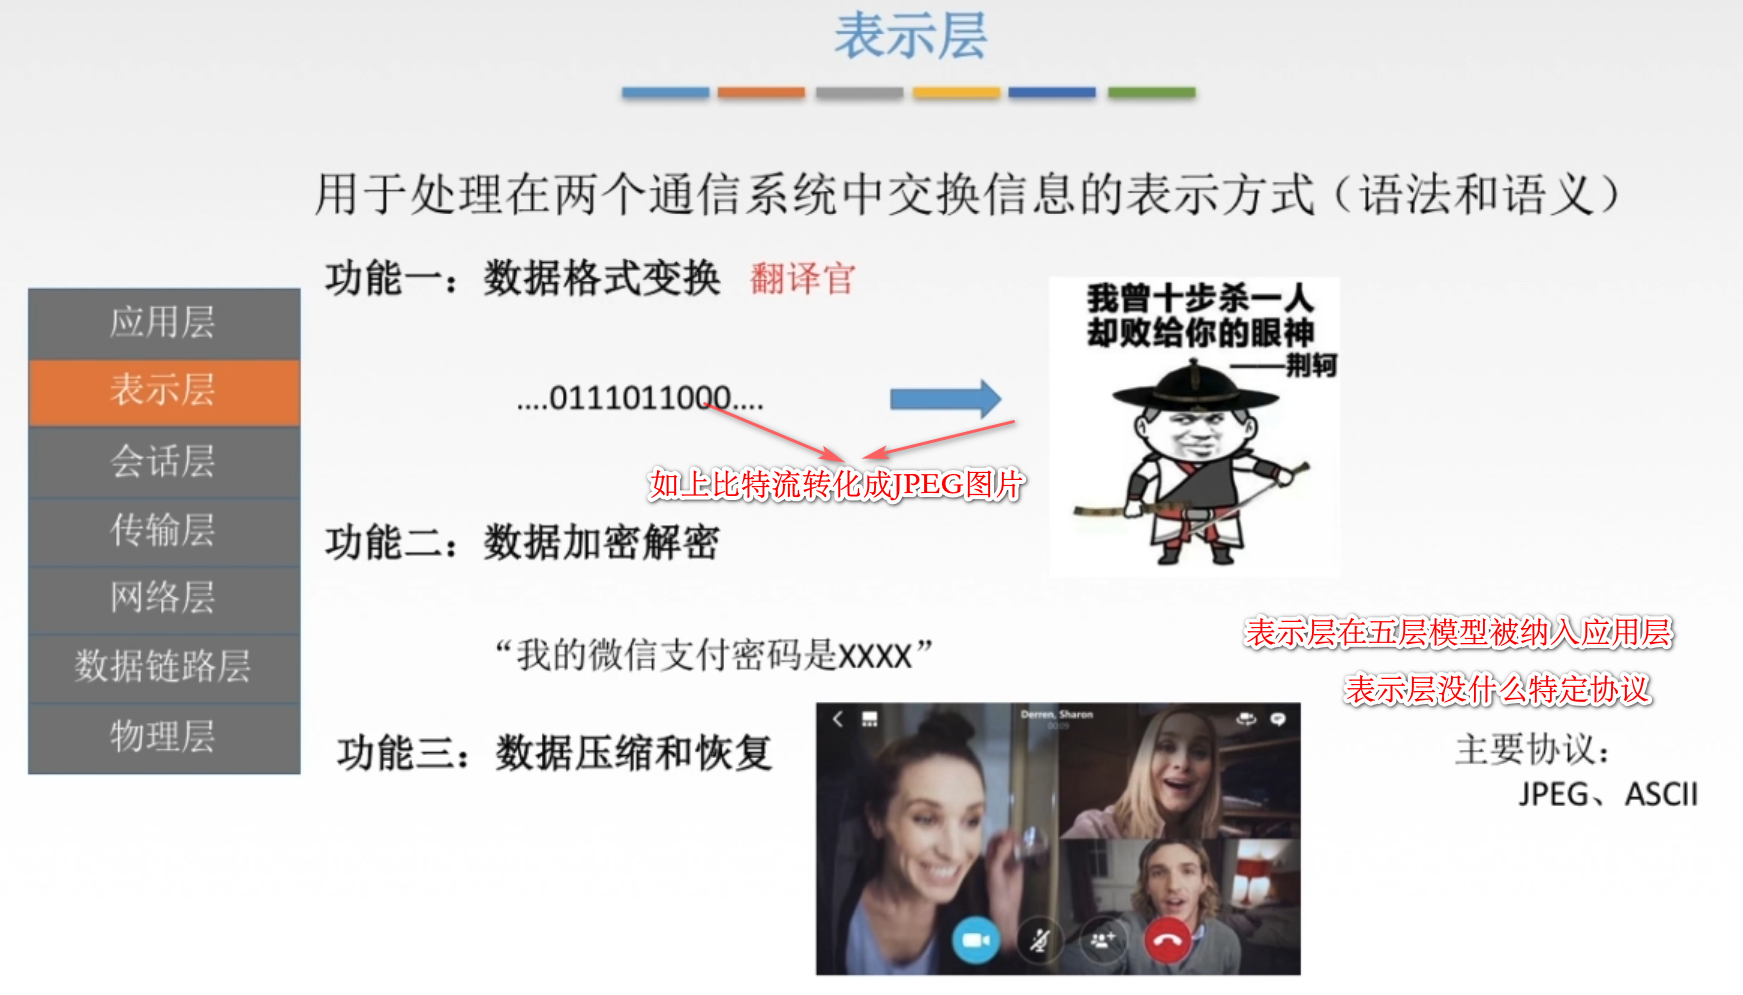 表示层
用于处理在两个通信系统中交换信息的表示方式（语法和语义）
功能一：数据格式变换 翻译官
....0111011000....
如上比特流转化成JPEG图片
我曾十步杀一人
却败给你的眼神
——荆轲
应用层
表示层
会话层
传输层
网络层
数据链路层
物理层
功能二：数据加密解密
“我的微信支付密码是XXXX”
功能三：数据压缩和恢复
Derren, Sharon
00:09
表示层在五层模型被纳入应用层
表示层没什么特定协议
主要协议：
JPEG、ASCII